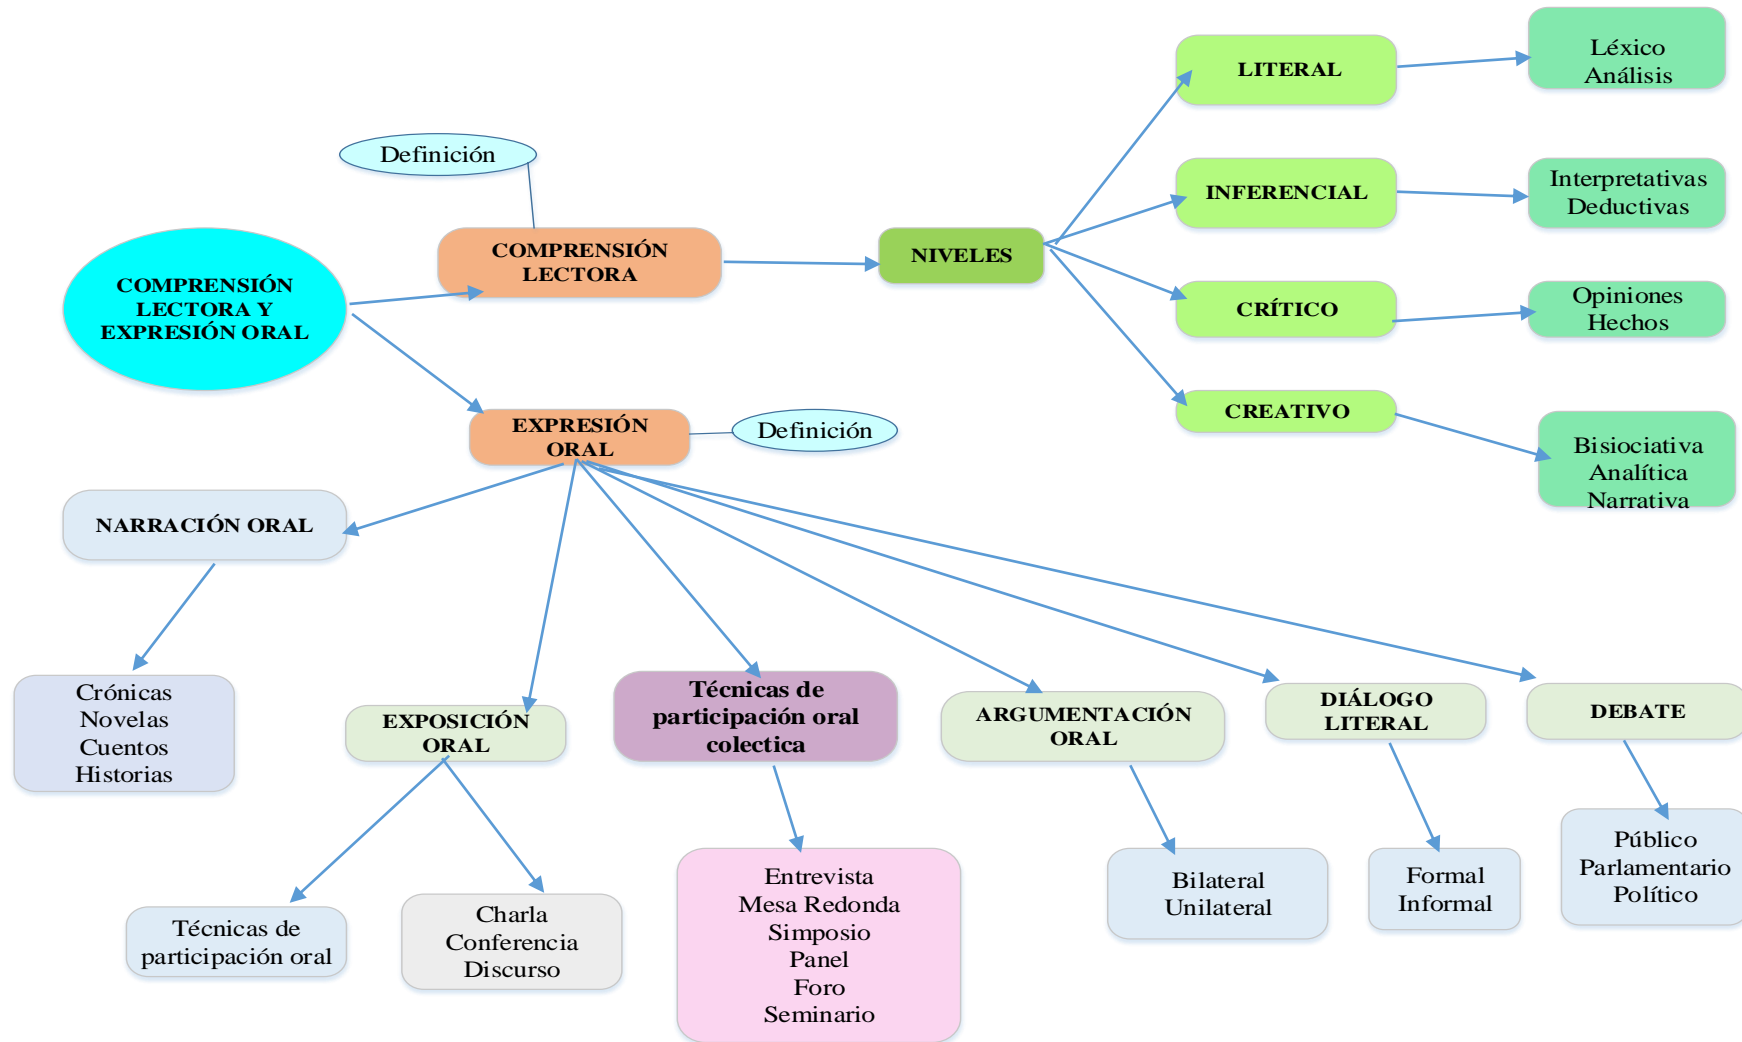 Léxico
Análisis
LITERAL
Definición
Interpretativas
Deductivas
INFERENCIAL
COMPRENSIÓN
LECTORA
NIVELES
COMPRENSIÓN
LECTORA Y
EXPRESIÓN ORAL
Opiniones
Hechos
CRÍTICO
CREATIVO
Bisiociativa
Analítica
Narrativa
EXPRESIÓN
ORAL
Definición
NARRACIÓN ORAL
Crónicas
Novelas
Cuentos
Historias
EXPOSICIÓN
ORAL
Técnicas de
participación oral
colectica
ARGUMENTACIÓN
ORAL
DIÁLOGO
LITERAL
DEBATE
Técnicas de
participación oral
Charla
Conferencia
Discurso
Entrevista
Mesa Redonda
Simposio
Panel
Foro
Seminario
Bilateral
Unilateral
Formal
Informal
Público
Parlamentario
Político